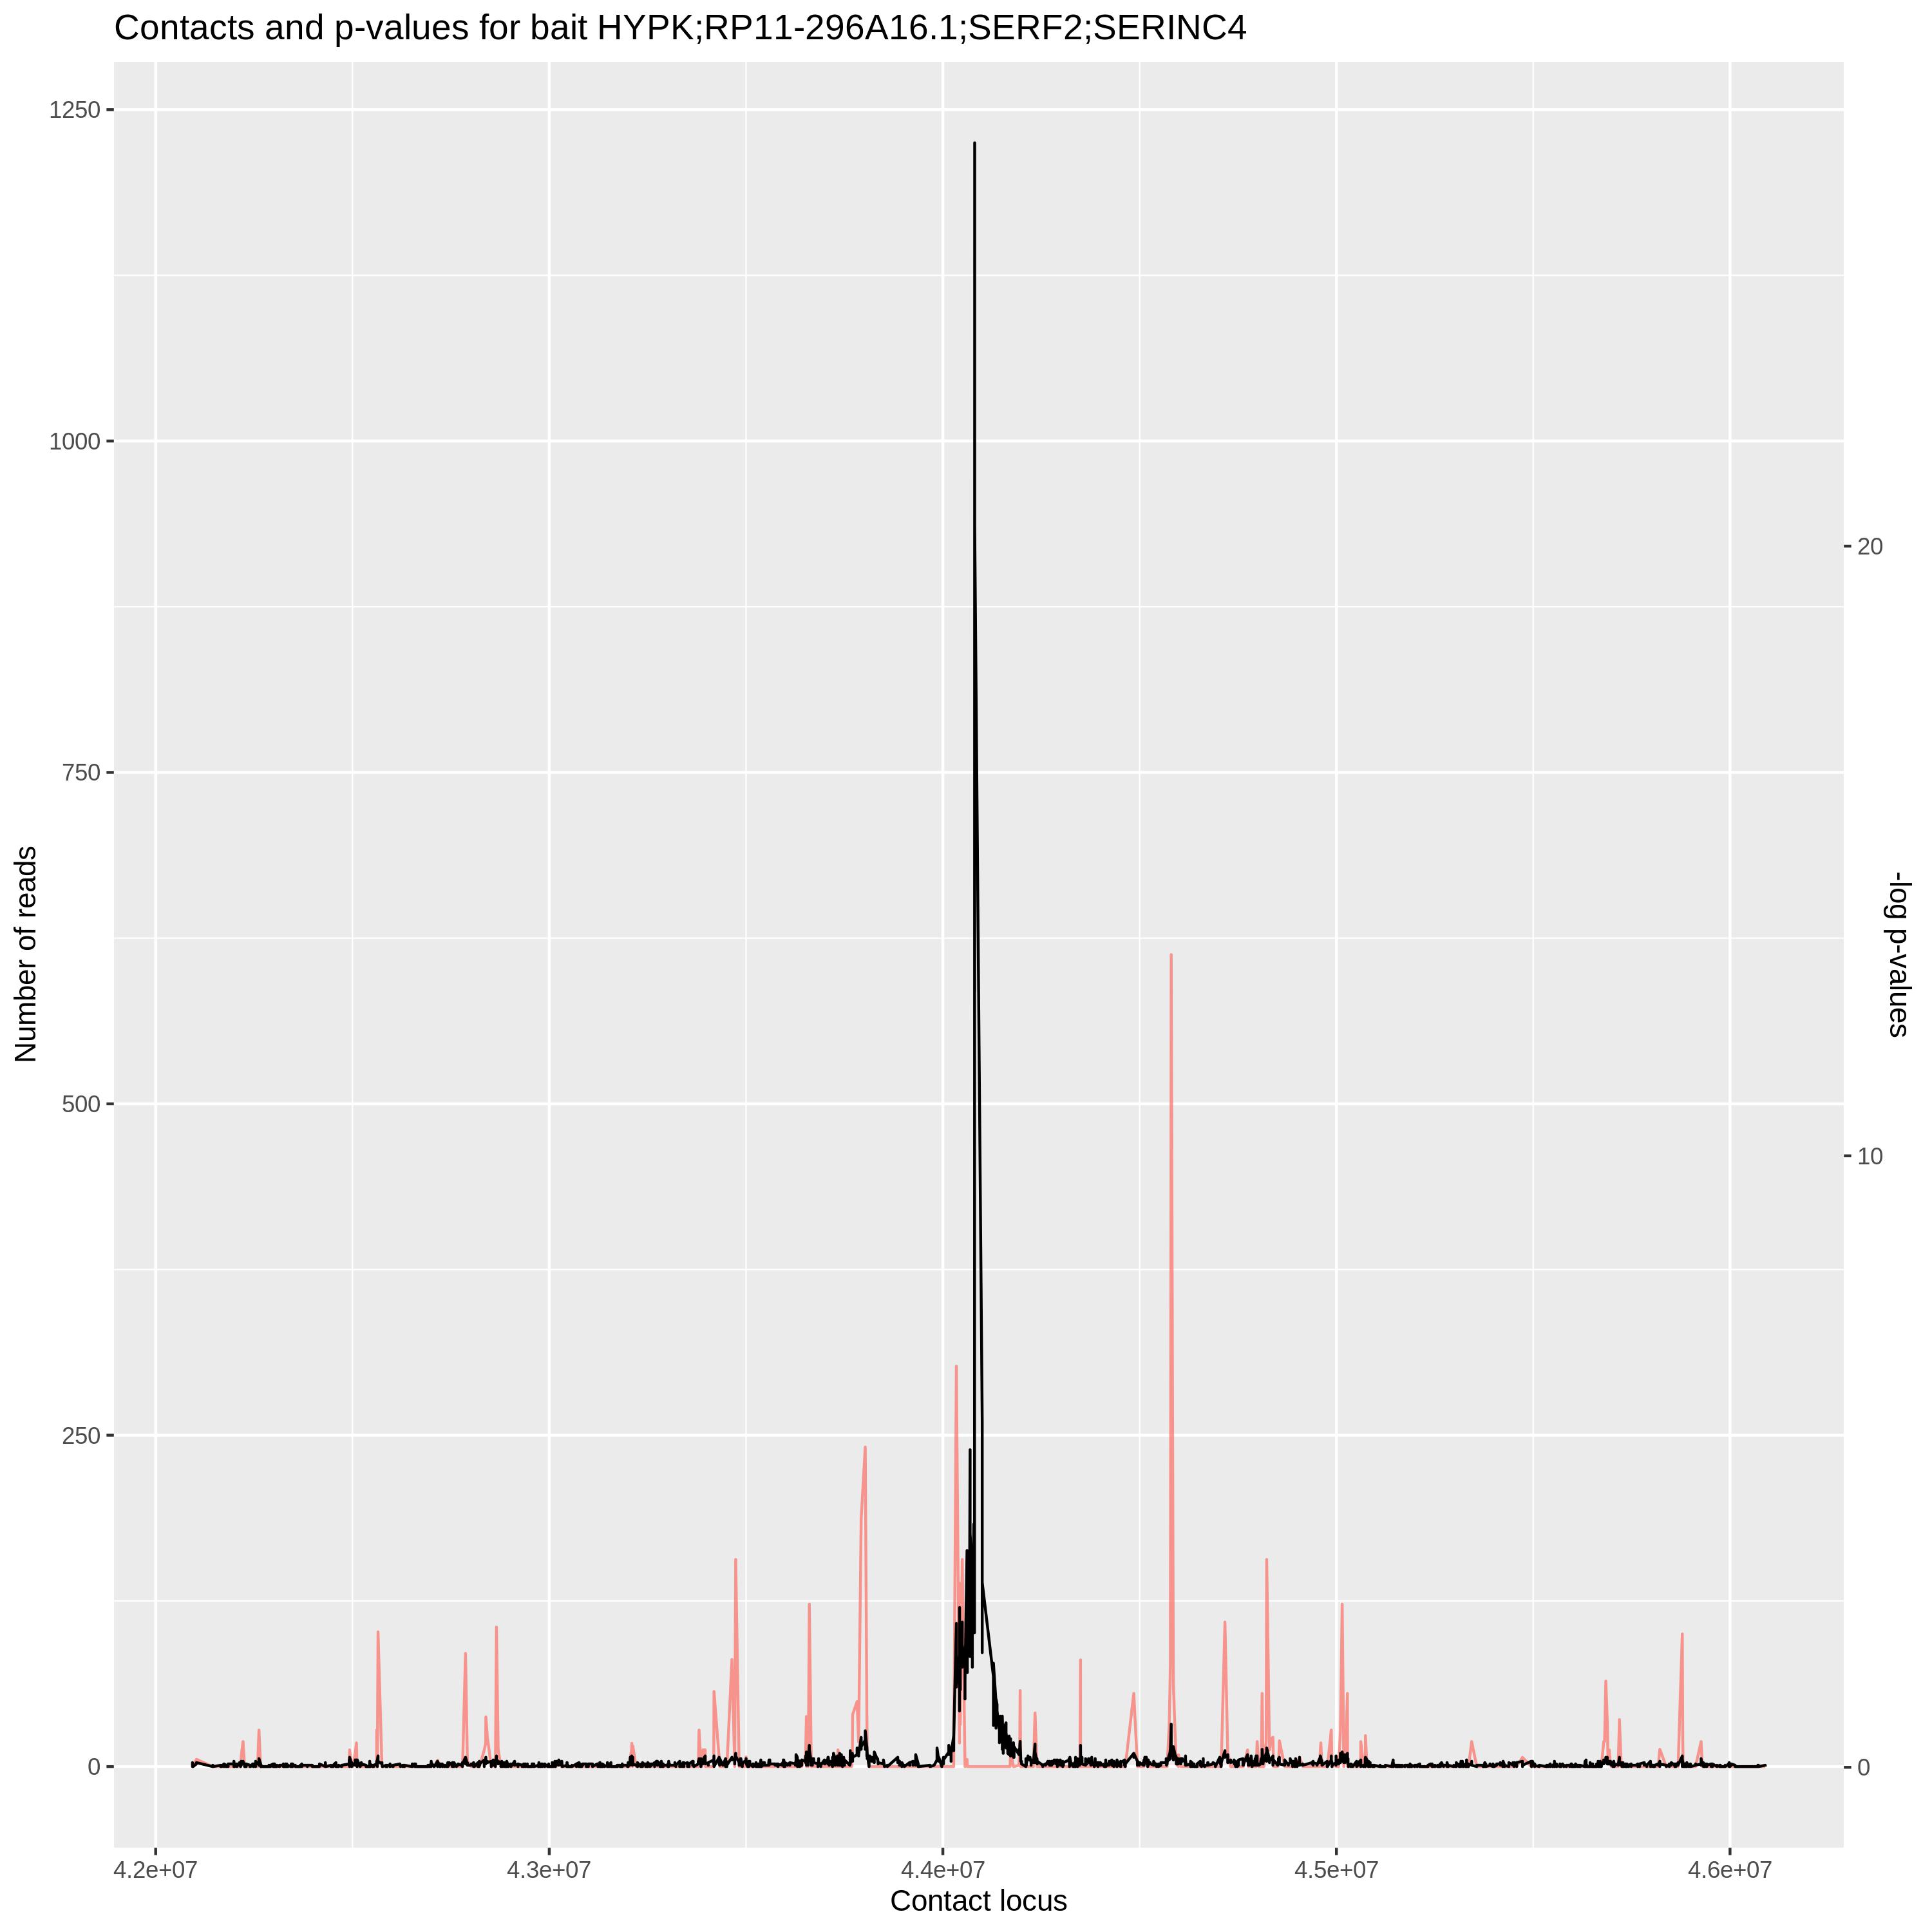 Contacts and p-values for bait HYPK;RP11-296A16.1;SERF2;SERINC4
1250
1000
750
500
250
0
Number of reads
20
10
0
-log p-values
4.2e+07
4.3e+07
4.4e+07
4.5e+07
4.6e+07
Contact locus